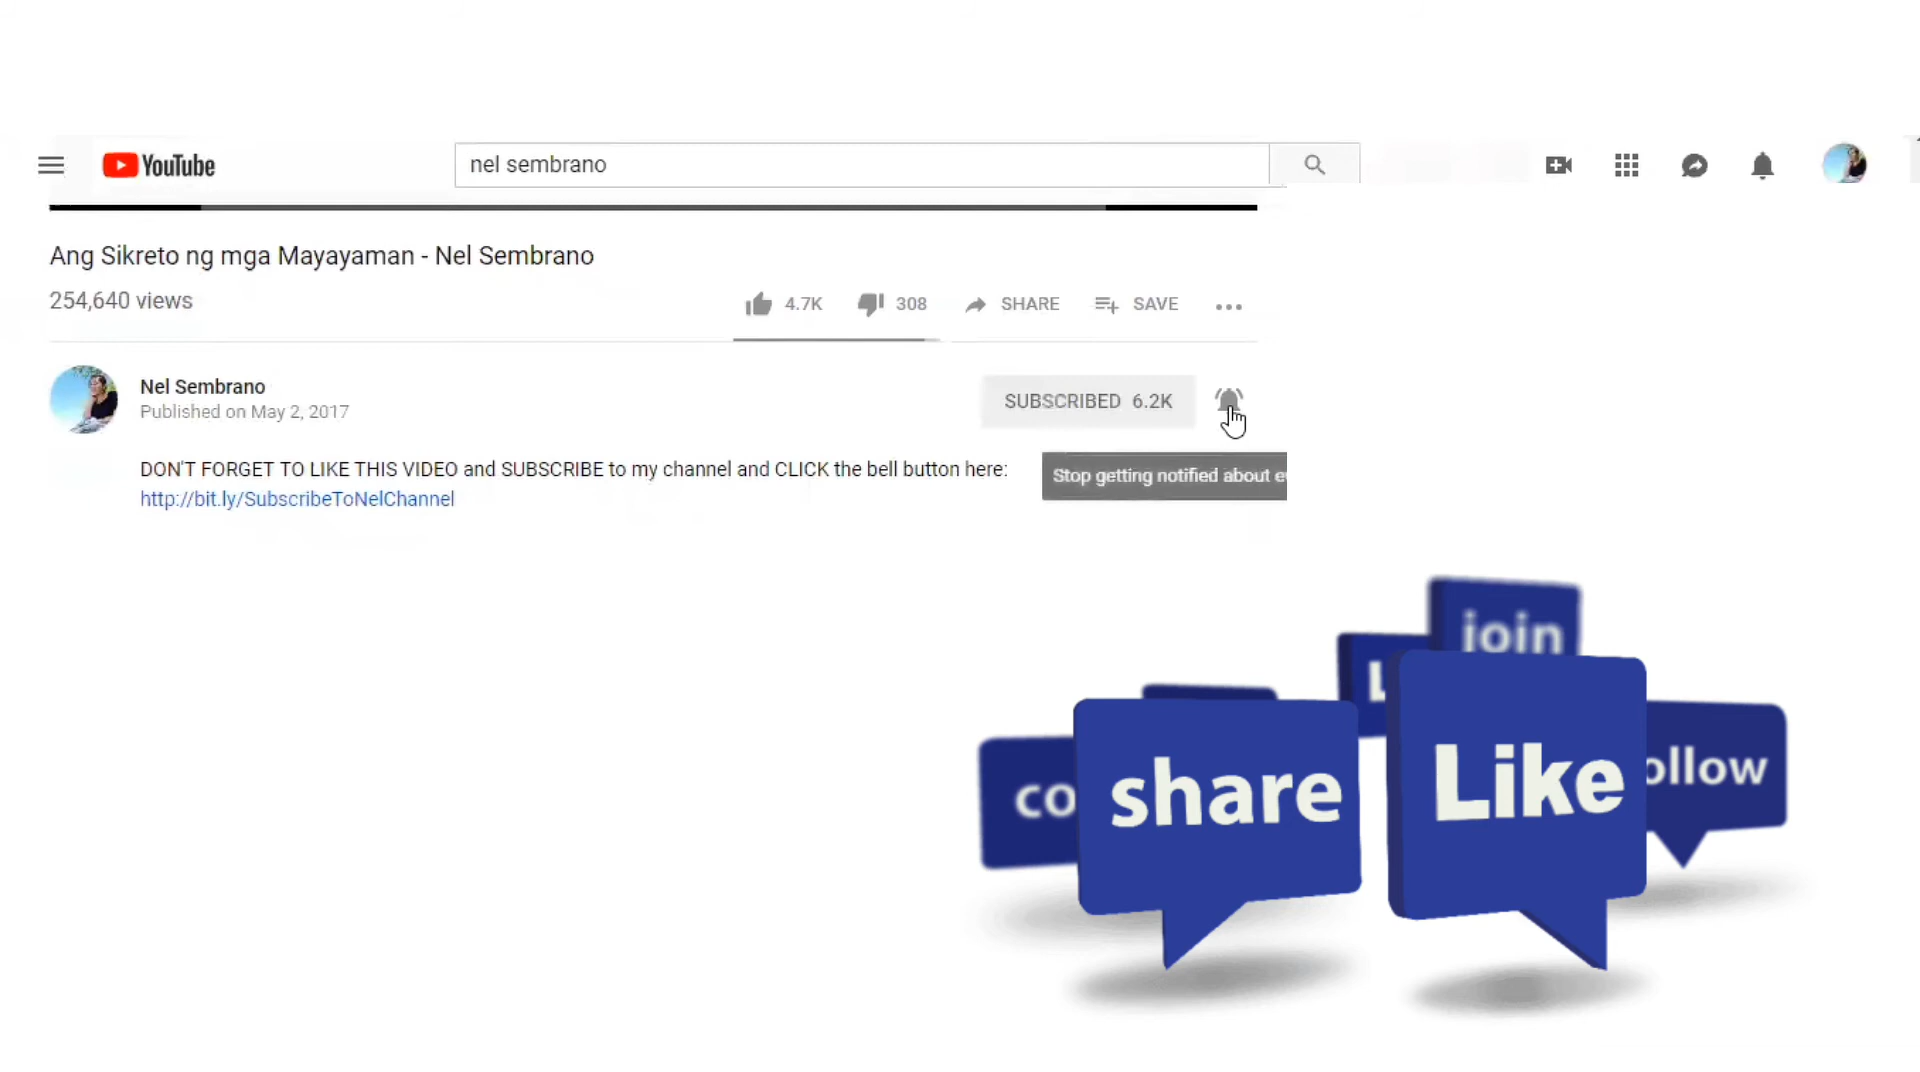 YouTube
nel sembrano
Ang Sikreto ng mga Mayayaman - Nel Sembrano
254,640 views
4.7K
308
SHARE
SAVE
Nel Sembrano
Published on May 2, 2017
SUBSCRIBED 6.2K
DON'T FORGET TO LIKE THIS VIDEO and SUBSCRIBE to my channel and CLICK the bell button here:
http://bit.ly/SubscribeToNelChannel
Stop getting notified about
join
share
Like